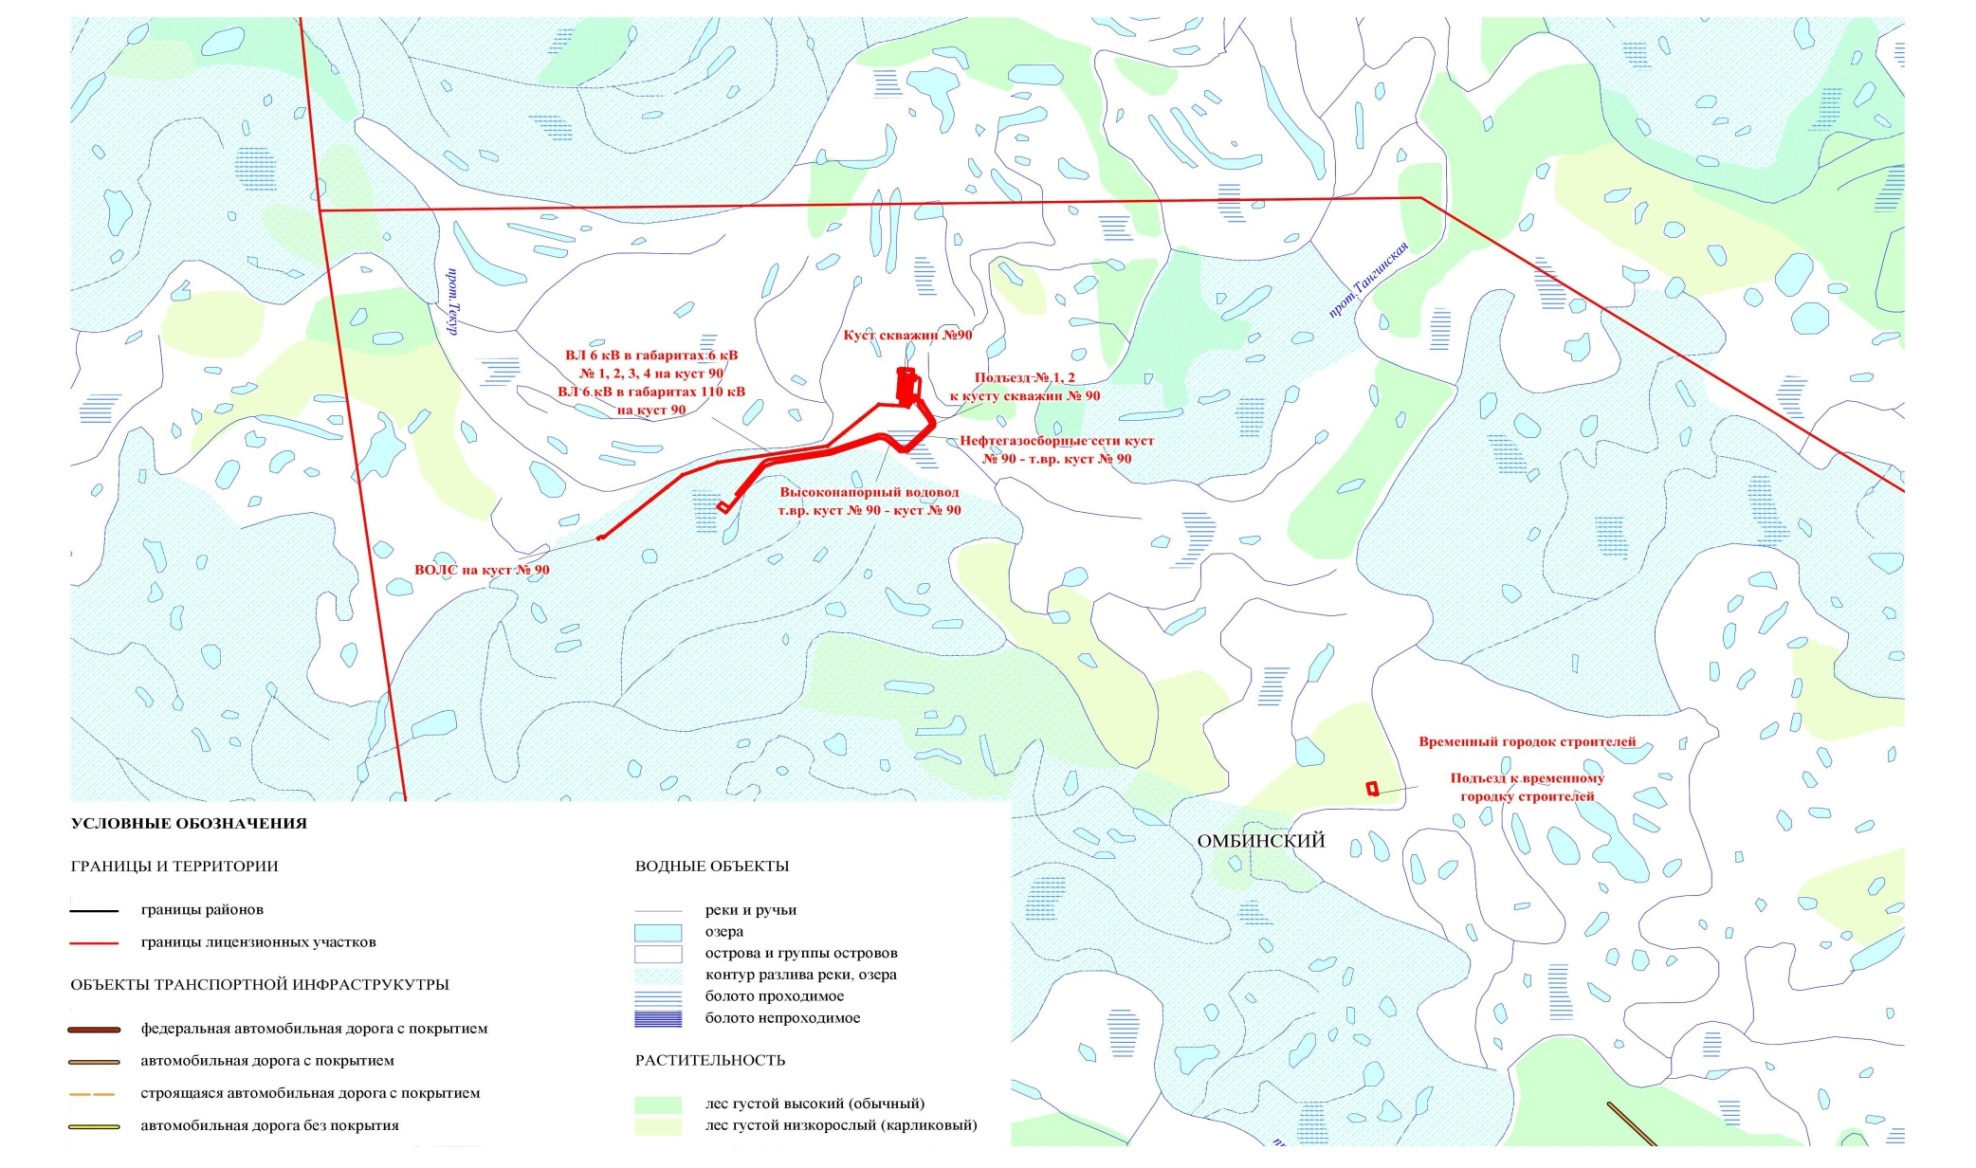 прот.Текур
прот.Тангинская
Куст скважин №90
ВЛ 6 кВ в габаритах 6 кВ
№ 1, 2, 3, 4 на куст 90
ВЛ 6 кВ в габаритах 110 кВ
на куст 90
Подъезд № 1, 2
к кусту скважин № 90
Нефтегазосборные сети куст
№ 90 - т.вр. куст № 90
Высоконапорный водовод
т.вр. куст № 90 - куст № 90
ВОЛС на куст № 90
Временный городок строителей
Подъезд к временному
городку строителей
ОМБИНСКИЙ
УСЛОВНЫЕ ОБОЗНАЧЕНИЯ
ГРАНИЦЫ И ТЕРРИТОРИИ
границы районов
границы лицензионных участков
ОБЪЕКТЫ ТРАНСПОРТНОЙ ИНФРАСТРУКУТРЫ
федеральная автомобильная дорога с покрытием
автомобильная дорога с покрытием
строящаяся автомобильная дорога с покрытием
автомобильная дорога без покрытия
ВОДНЫЕ ОБЪЕКТЫ
реки и ручьи
озера
острова и группы островов
контур разлива реки, озера
болото проходимое
болото непроходимое
РАСТИТЕЛЬНОСТЬ
лес густой высокий (обычный)
лес густой низкорослый (карликовый)